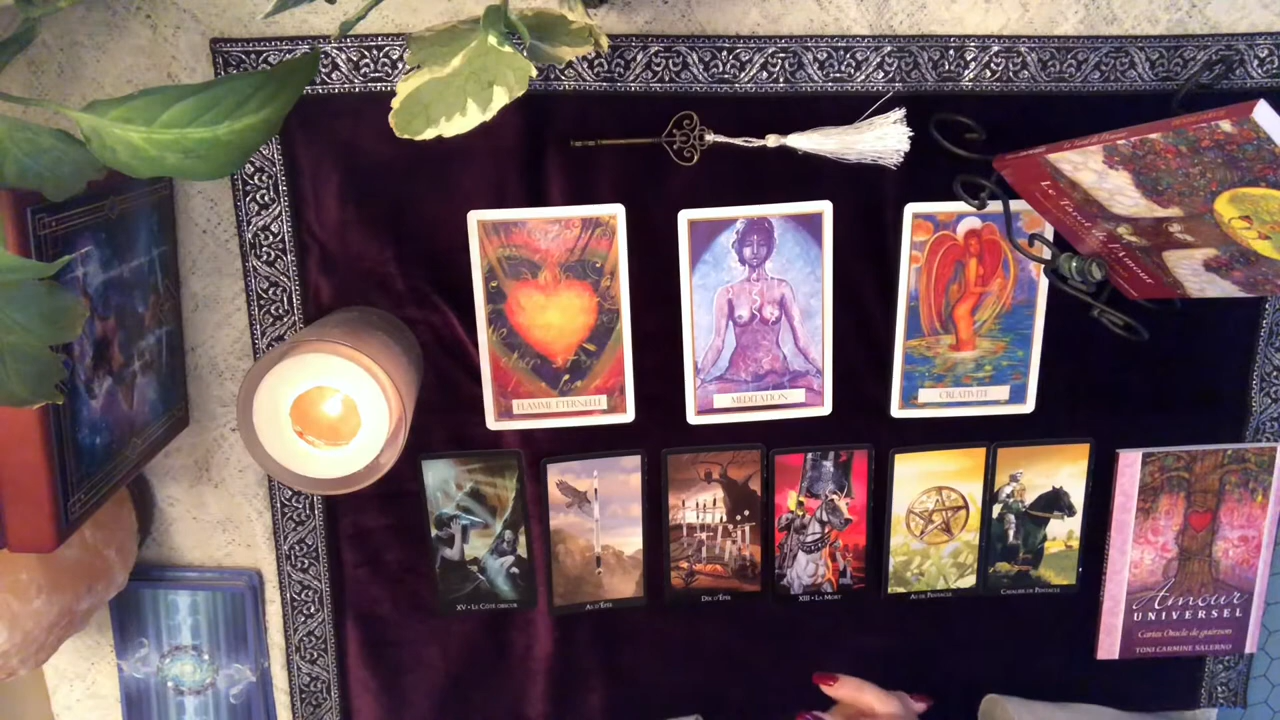 Le Tarot de l'Amour
FLAMME ÉTERNELLE
MÉDITATION
CRÉATIVITÉ
XV • LE CÔTÉ OBSCUR
AS D'ÉPÉE
DIX D'ÉPÉE
XIII • LA MORT
AS DE PENTACLE
CAVALIER DE PENTACLE
Amour
UNIVERSEL
Cartes Oracle de guérison
TONI CARMINE SALERNO